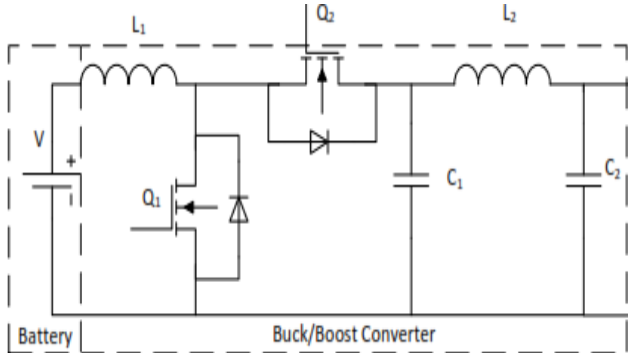 Q2
L1
L2
V
+
Q1
C1
C2
Battery
Buck/Boost Converter